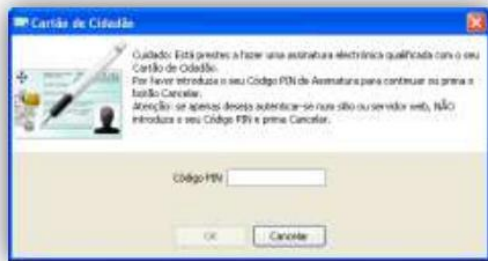 Cartão de Cidadão
Cuidado: Está prestes a fazer uma assinatura electrónica qualificada com o seu
Cartão de Cidadão.
Por favor introduza o seu Código PIN de Assinatura para continuar ou prima o
botão Cancelar.
Atenção: se apenas deseja autenticar-se num sítio ou servidor web, NÃO
introduza o seu Código PIN e prima Cancelar.
Código PIN
OK
Cancelar